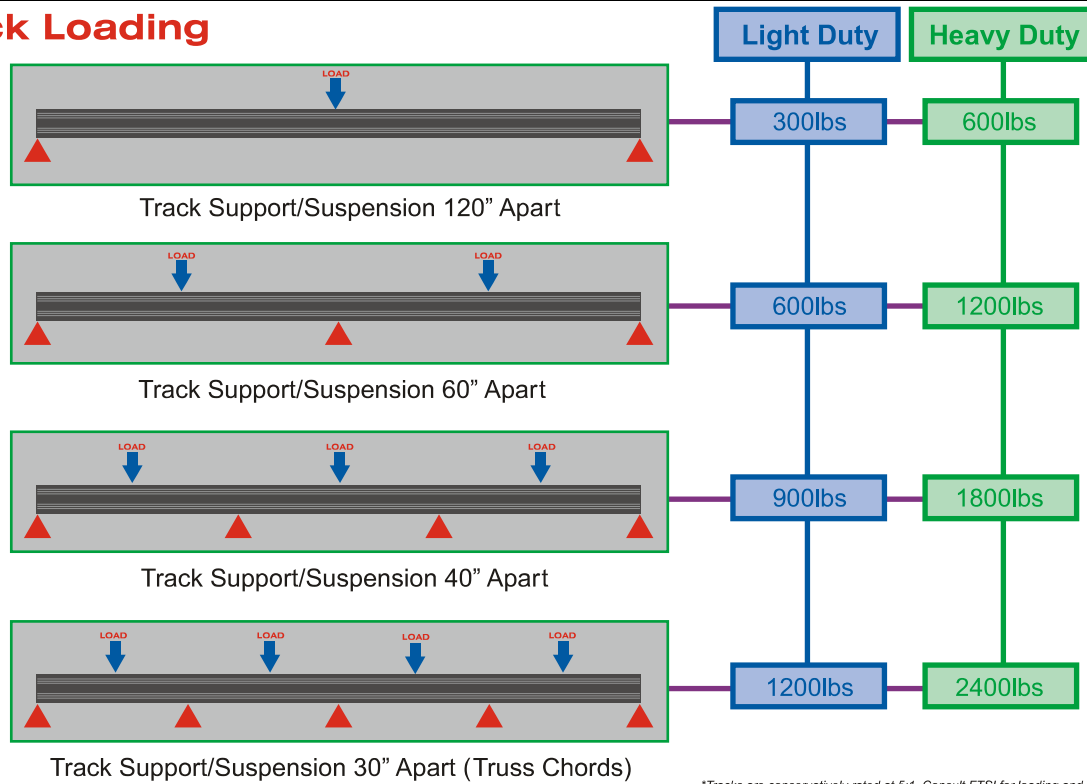 ck Loading
Light Duty
Heavy Duty
LOAD
300lbs
600lbs
Track Support/Suspension 120” Apart
LOAD
LOAD
600lbs
1200lbs
Track Support/Suspension 60” Apart
LOAD
LOAD
LOAD
900lbs
1800lbs
Track Support/Suspension 40” Apart
LOAD
LOAD
LOAD
LOAD
1200lbs
2400lbs
Track Support/Suspension 30” Apart (Truss Chords)